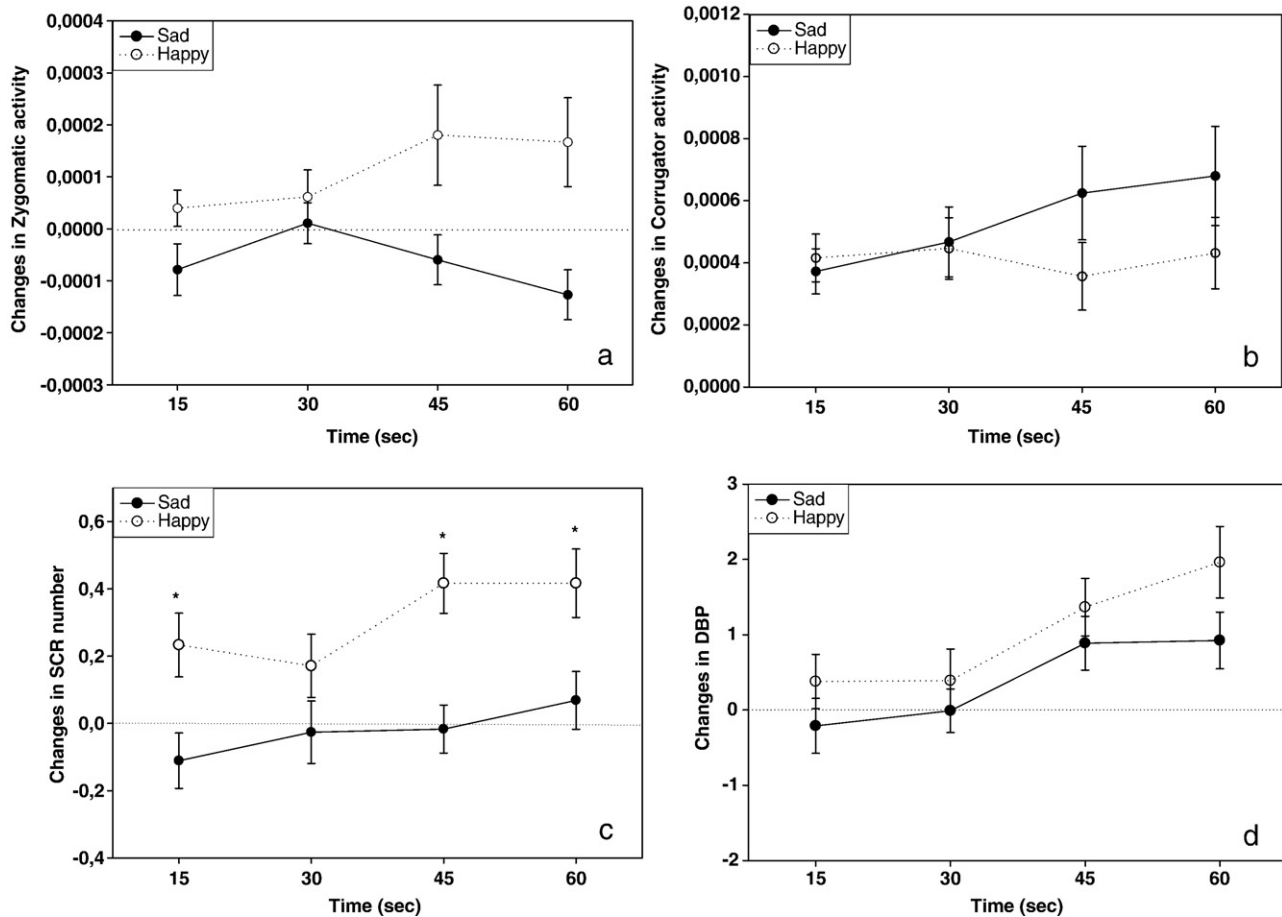 Changes in Zygomatic activity
0,0004
0,0003
0,0002
0,0001
0,0000
-0,0001
-0,0002
-0,0003
Sad
Happy
a
15 30 45 60
Time (sec)
Changes in Corrugator activity
0,0012
0,0010
0,0008
0,0006
0,0004
0,0002
0,0000
Sad
Happy
b
15 30 45 60
Time (sec)
Changes in SCR number
0,6
0,4
0,2
0,0
-0,2
-0,4
Sad
Happy
* * *
c
15 30 45 60
Time (sec)
Changes in DBP
3
2
1
0
-1
-2
Sad
Happy
d
15 30 45 60
Time (sec)